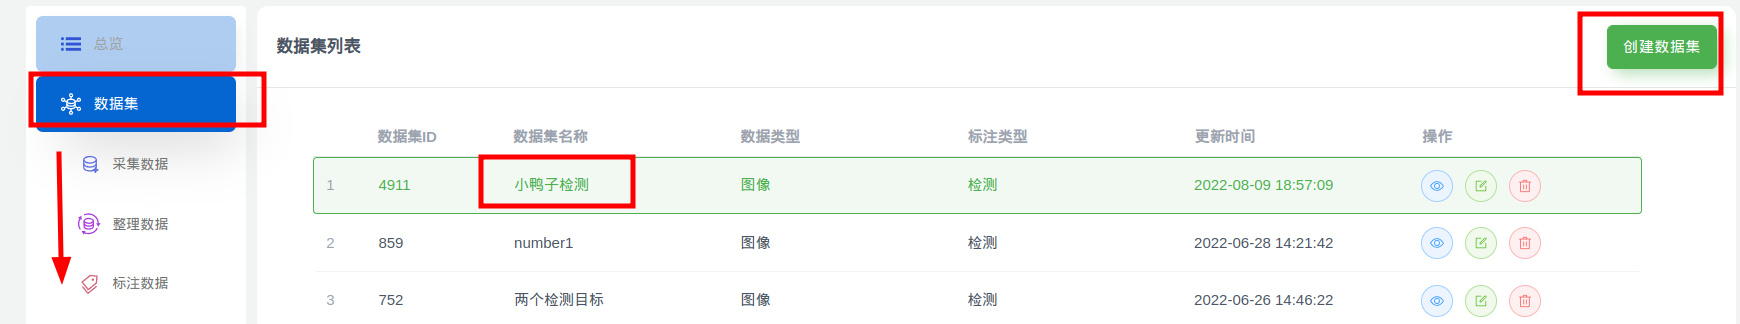 总览
数据集
采集数据
整理数据
标注数据
数据集列表
创建数据集
数据集ID 数据集名称 数据类型 标注类型 更新时间 操作
1 4911 小鸭子检测 图像 检测 2022-08-09 18:57:09
2 859 number1 图像 检测 2022-06-28 14:21:42
3 752 两个检测目标 图像 检测 2022-06-26 14:46:22